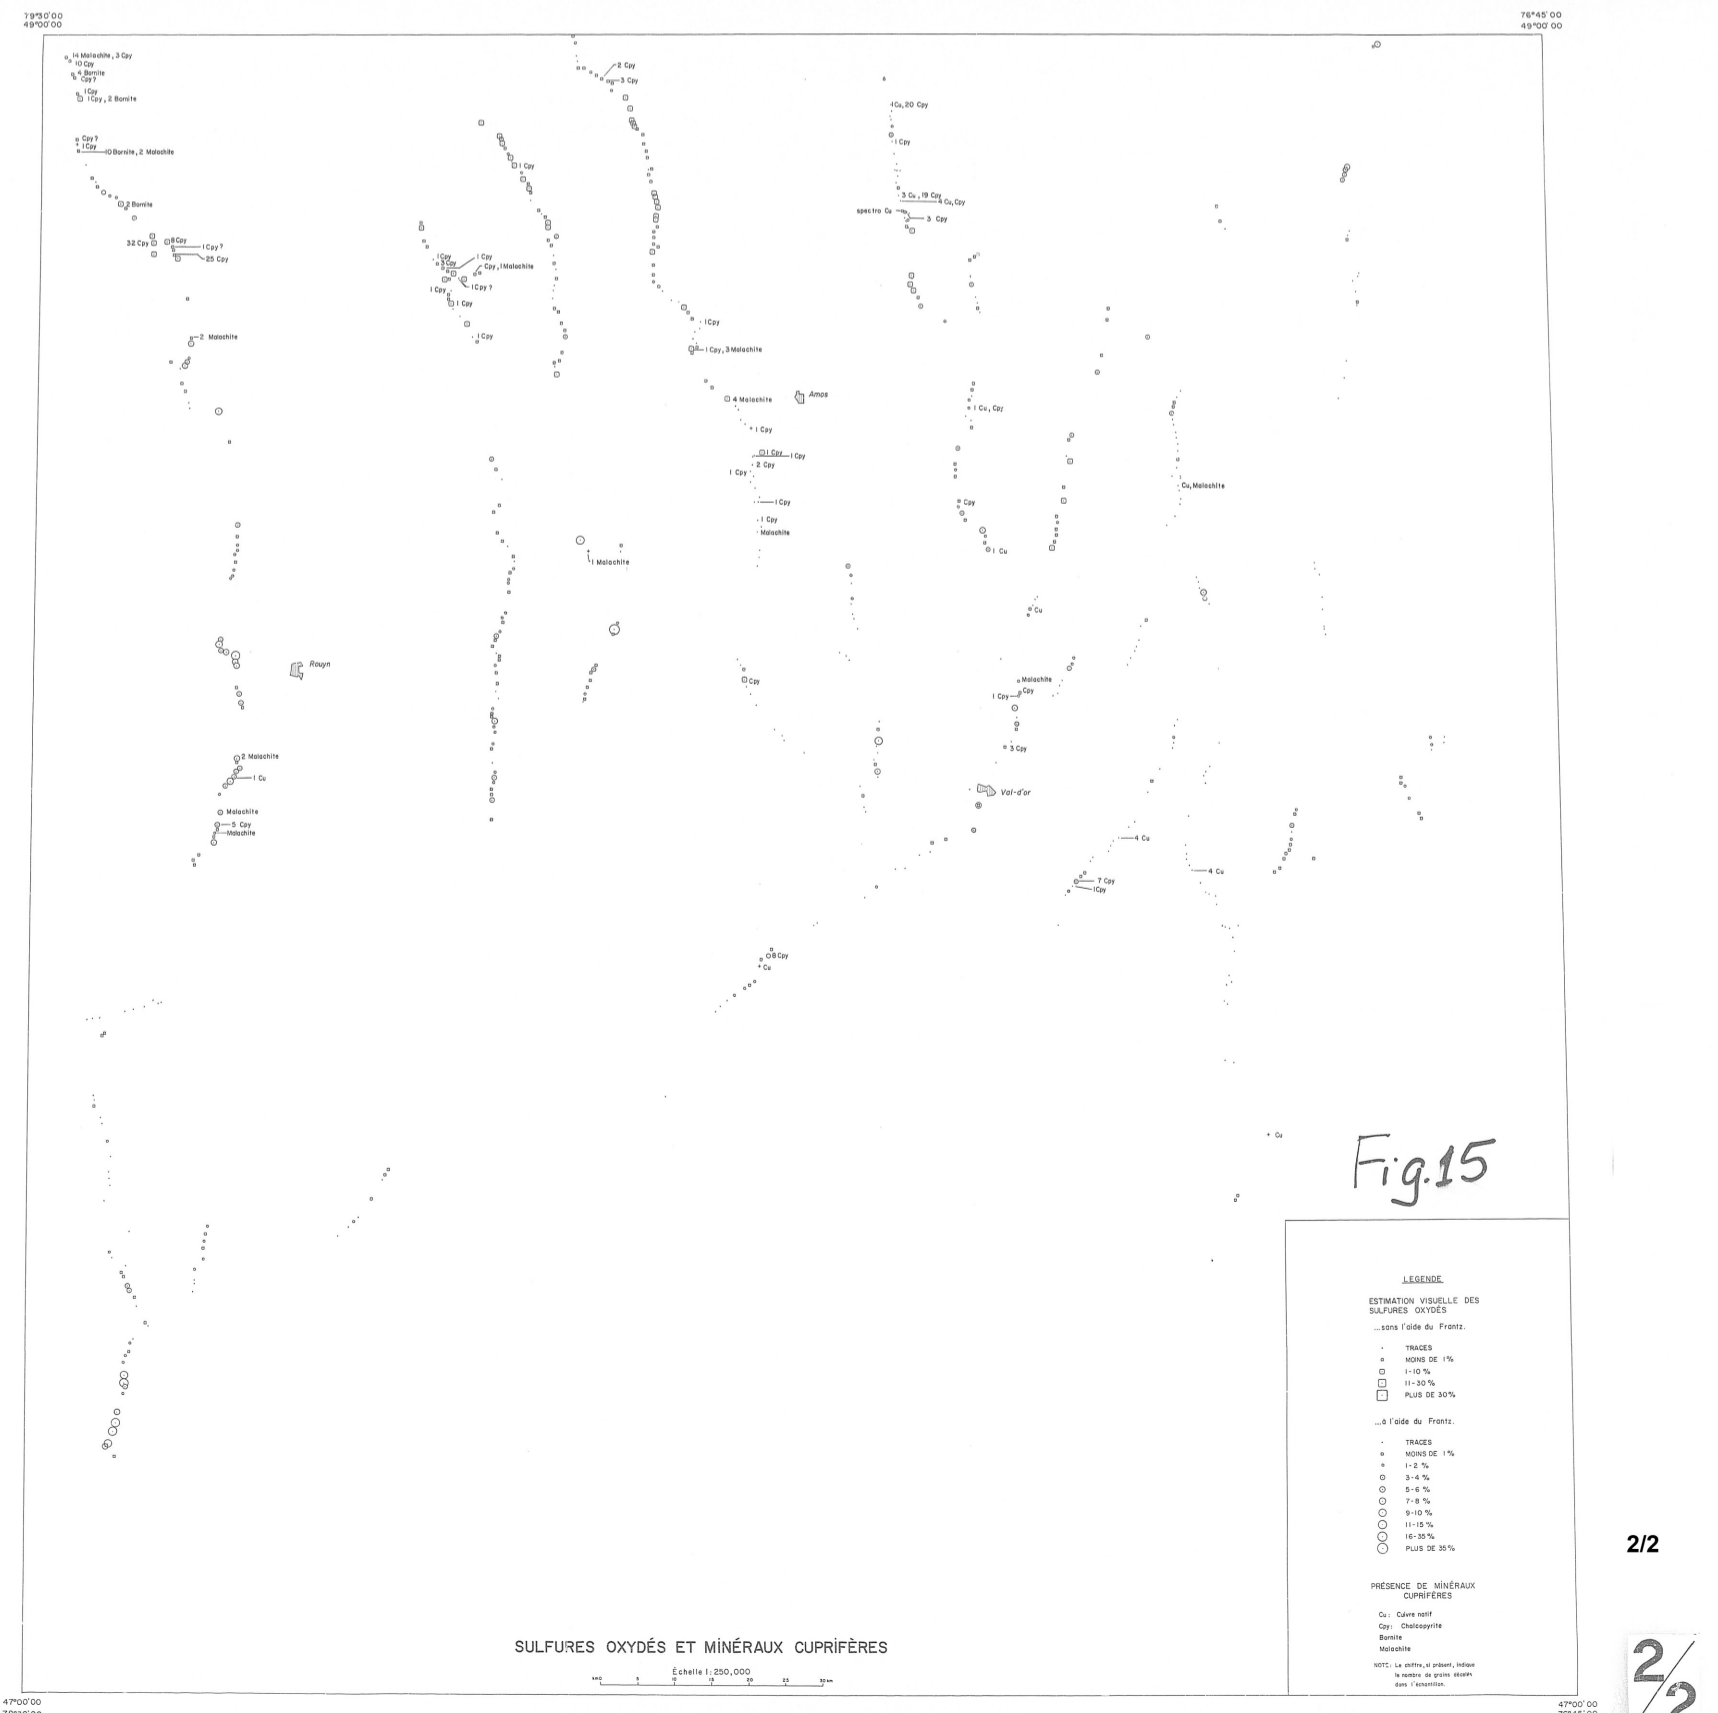 79°30'00
49°00'00
76°45'00
49°00'00
14 Malachite, 3 Cpy
10 Cpy
4 Bornite
Cpy?
1 Cpy
1 Cpy, 2 Bornite
Cpy?
1 Cpy
10 Bornite, 2 Malachite
2 Bornite
32 Cpy
8 Cpy
1 Cpy?
25 Cpy
2 Malachite
2 Cpy
3 Cpy
1 Cpy
1 Cpy
3 Cpy
1 Cpy
Cpy, 1 Malachite
1 Cpy?
1 Cpy
1 Cpy
1 Cpy
1 Cpy
1 Cpy, 3 Malachite
4 Malachite
Amos
1 Cpy
1 Cpy
1 Cpy
2 Cpy
1 Cpy
1 Cpy
1 Cpy
Malachite
1 Malachite
1 Cu, 20 Cpy
1 Cpy
3 Cu, 19 Cpy
4 Cu, Cpy
spectro Cu
3 Cpy
1 Cu, Cpy
Cpy
1 Cu
Cu, Malachite
Cu
Rouyn
Cpy
Malachite
Cpy
1 Cpy
3 Cpy
Val-d'or
2 Malachite
1 Cu
Malachite
5 Cpy
Malachite
4 Cu
4 Cu
7 Cpy
1 Cpy
8 Cpy
Cu
Cu
Fig.15
LEGENDE
ESTIMATION VISUELLE DES
SULFURES OXYDÉS
...sans l'aide du Frantz.
TRACES
MOINS DE 1%
1-10 %
11-30 %
PLUS DE 30%
...à l'aide du Frantz.
TRACES
MOINS DE 1%
1-2 %
3-4 %
5-6 %
7-8 %
9-10 %
11-15 %
16-35 %
PLUS DE 35%
PRÉSENCE DE MINÉRAUX
CUPRIFÈRES
Cu: Cuivre natif
Cpy: Chalcopyrite
Bornite
Malachite
NOTE: Le chiffre, si présent, indique
le nombre de grains décelés
dans l'échantillon.
2/2
SULFURES OXYDÉS ET MINÉRAUX CUPRIFÈRES
Échelle 1:250,000
km 0 5 10 15 20 25 30 km
2/2
47°00'00
47°00'00